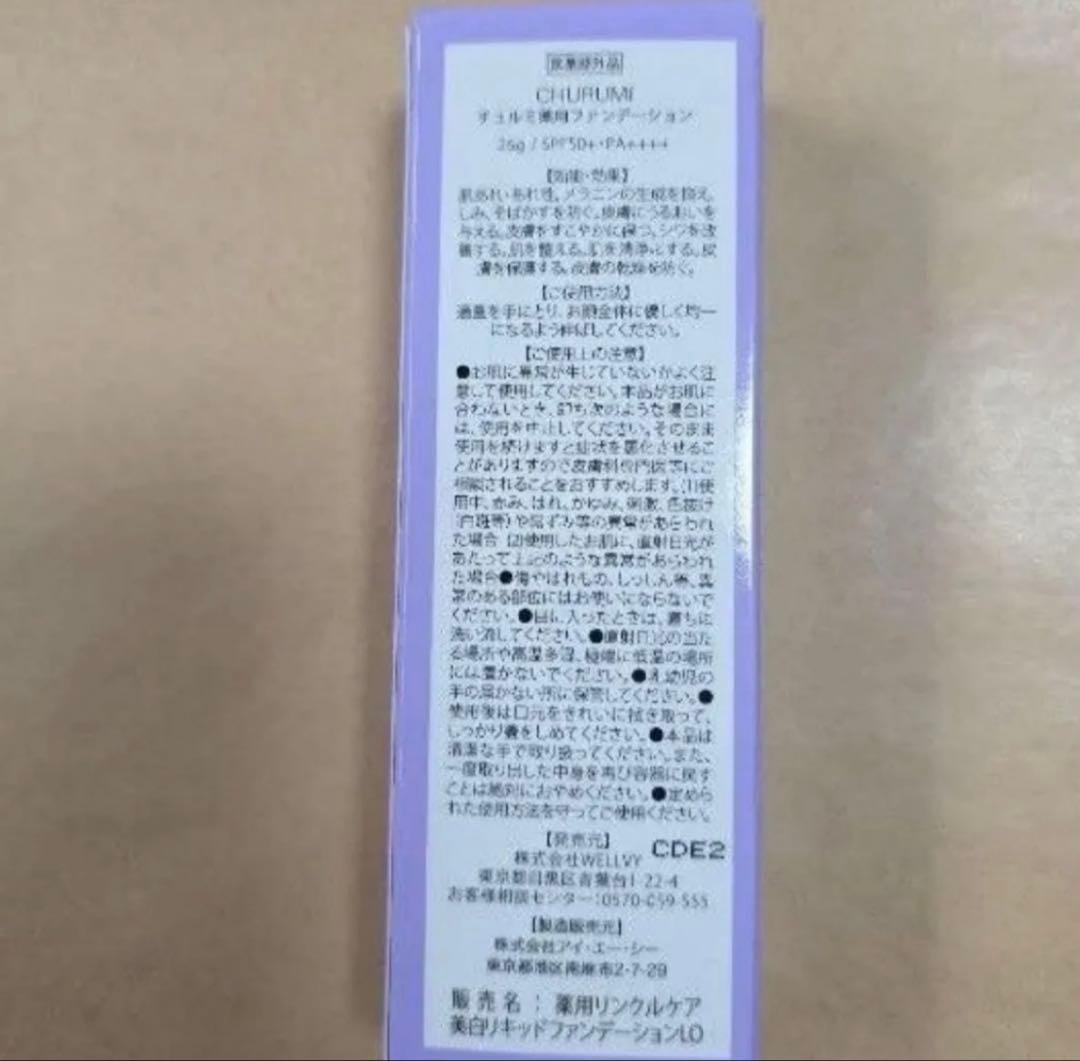 医薬部外品
CHURUMI
チュルミ薬用ファンデーション
26g / SPF50+・PA++++
【効能・効果】
肌あれ・あれ性。メラニンの生成を抑え、
しみ、そばかすを防ぐ。皮膚にうるおいを
与える。皮膚をすこやかに保つ。シワを改
善する。肌を整える。肌を清浄にする。皮
膚を保護する。皮膚の乾燥を防ぐ。
【ご使用方法】
適量を手にとり、お顔全体に優しく均一
になるよう伸ばしてください。
【ご使用上の注意】
●お肌に異常が生じていないかよく注
意して使用してください。本品がお肌に
合わないとき、即ち次のような場合に
は、使用を中止してください。そのまま
使用を続けますと症状を悪化させるこ
とがありますので皮膚科専門医等にご
相談されることをおすすめします。(1)使
用中、赤み、はれ、かゆみ、刺激、色抜け
(白斑等)や黒ずみ等の異常があらわれ
た場合 (2)使用したお肌に、直射日光が
あたって上記のような異常があらわれ
た場合●傷やはれもの、しっしん等、異
常のある部位にはお使いにならないで
ください。●目に入ったときは、直ちに
洗い流してください。●直射日光の当た
る場所や高温多湿、極端に低温の場所
には置かないでください。●乳幼児の
手の届かない所に保管してください。●
使用後は口元をきれいに拭き取って、
しっかり蓋をしめてください。●本品は
清潔な手で取り扱ってください。また、
一度取り出した中身を再び容器に戻す
ことは絶対におやめください。●定めら
れた使用方法を守ってご使用ください。
【発売元】
株式会社WELLVY
CDE2
東京都目黒区青葉台1-22-4
お客様相談センター:0570-059-555
【製造販売元】
株式会社アイ・エー・シー
東京都港区南麻布2-7-29
販売名：薬用リンクルケア
美白リキッドファンデーションLO